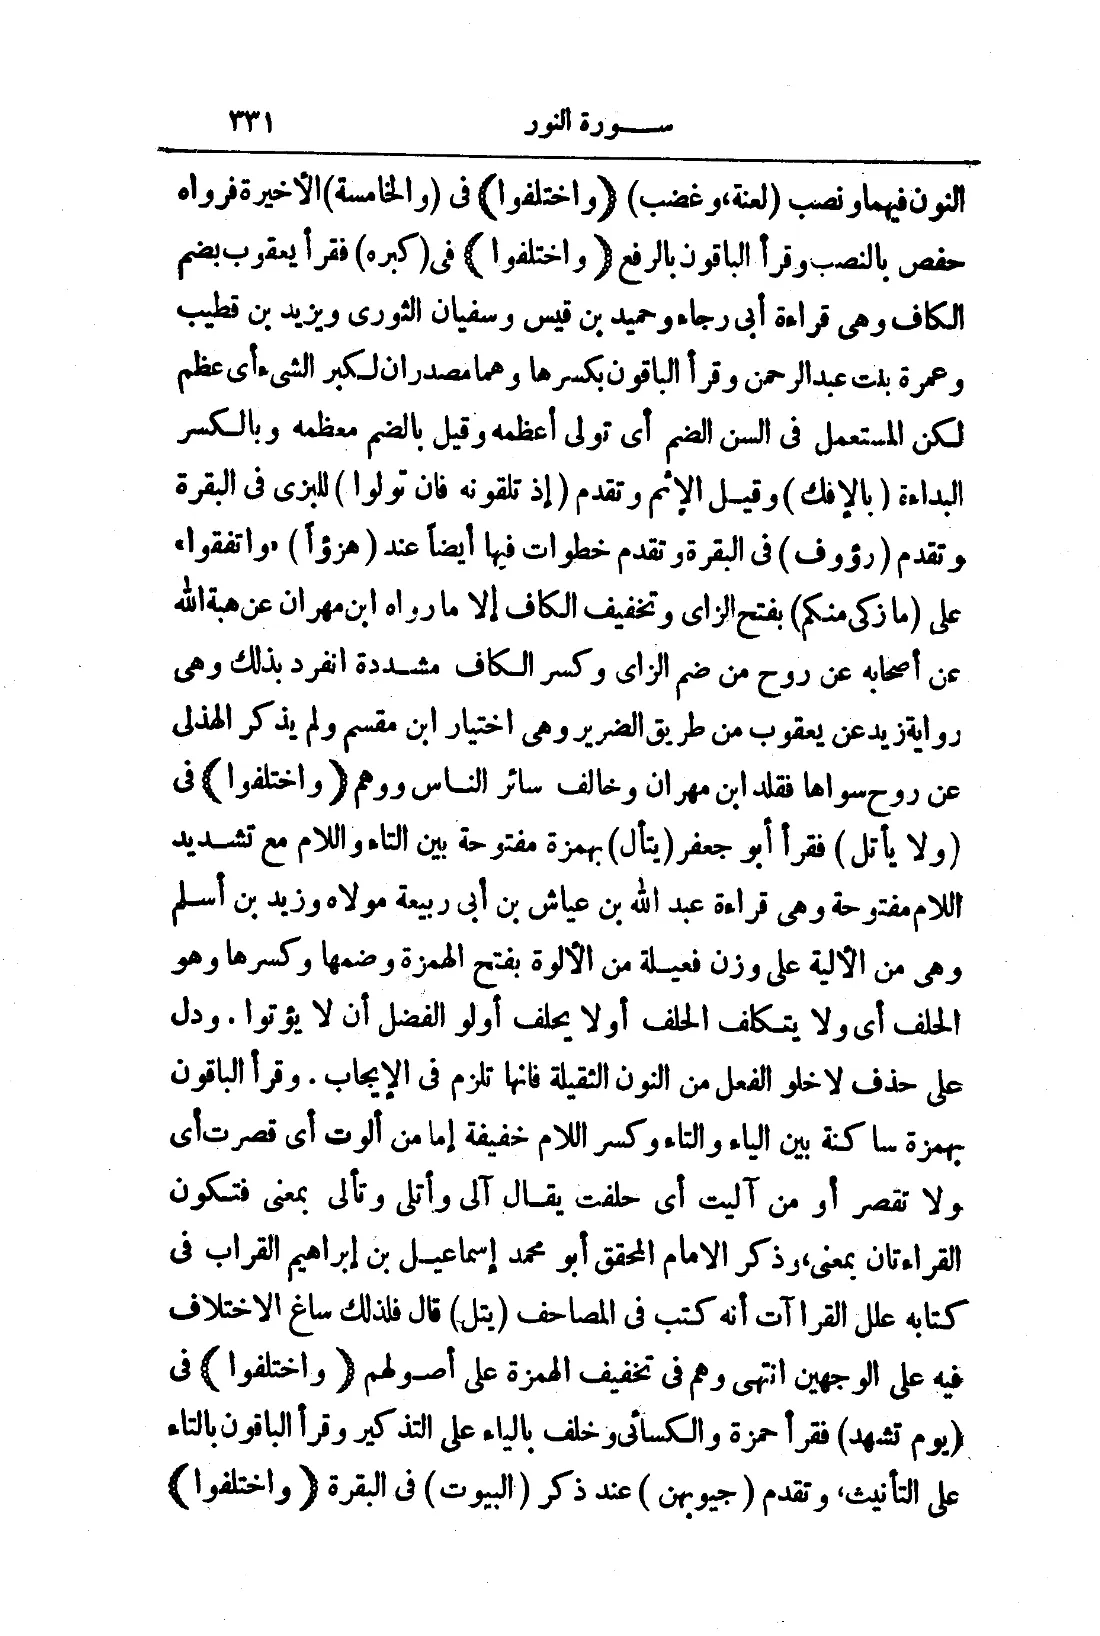 سورة النور ٣٣١
النون فيهما ونصب (لعنة، وغضب) ﴿واختلفوا﴾ فى (والخامسة) الأخيرة فرواه
حفص بالنصب وقرأ الباقون بالرفع ﴿واختلفوا﴾ فى (كبره) فقرأ يعقوب بضم
الكاف وهى قراءة أبى رجاء وحميد بن قيس وسفيان الثورى ويزيد بن قطيب
وعمرة بنت عبد الرحمن وقرأ الباقون بكسرها وهما مصدران لكبر الشىء أى عظم
لكن المستعمل فى السن الضم أى تولى أعظمه وقيل بالضم معظمه وبالكسر
البداءة (بالإفك) وقيل الإثم وتقدم (إذ تلقونه فان تولوا) للبزى فى البقرة
وتقدم (رؤوف) فى البقرة وتقدم خطوات فيها أيضاً عند (هزؤاً) «واتفقوا»
على (ما زكى منكم) بفتح الزاى وتخفيف الكاف إلا ما رواه ابن مهران عن هبة الله
عن أصحابه عن روح من ضم الزاى وكسر الكاف مشددة انفرد بذلك وهى
رواية زيد عن يعقوب من طريق الضرير وهى اختيار ابن مقسم ولم يذكر الهذلى
عن روح سواها فقلد ابن مهران وخالف سائر الناس ووهم ﴿واختلفوا﴾ فى
(ولا يأتل) فقرأ أبو جعفر (يتأل) بهمزة مفتوحة بين التاء واللام مع تشديد
اللام مفتوحة وهى قراءة عبد الله بن عياش بن أبى ربيعة مولاه وزيد بن أسلم
وهى من الألية على وزن فعيلة من الألوة بفتح الهمزة وضمها وكسرها وهو
الحلف أى ولا يتكلف الحلف أولا يحلف أولو الفضل أن لا يؤتوا. ودل
على حذف لا خلو الفعل من النون الثقيلة فانها تلزم فى الإيجاب. وقرأ الباقون
بهمزة ساكنة بين الياء والتاء وكسر اللام خفيفة إما من ألوت أى قصرت أى
ولا تقصر أو من آليت أى حلفت يقال آلى وأتلى وتألى بمعنى فتكون
القراءتان بمعنى، وذكر الامام المحقق أبو محمد إسماعيل بن إبراهيم القراب فى
كتابه علل القراآت أنه كتب فى المصاحف (يتل) قال فلذلك ساغ الاختلاف
فيه على الوجهين انتهى وهم فى تخفيف الهمزة على أصولهم ﴿واختلفوا﴾ فى
(يوم تشهد) فقرأ حمزة والكسائى وخلف بالياء على التذكير وقرأ الباقون بالتاء
على التأنيث، وتقدم (جيوبهن) عند ذكر (البيوت) فى البقرة ﴿واختلفوا﴾